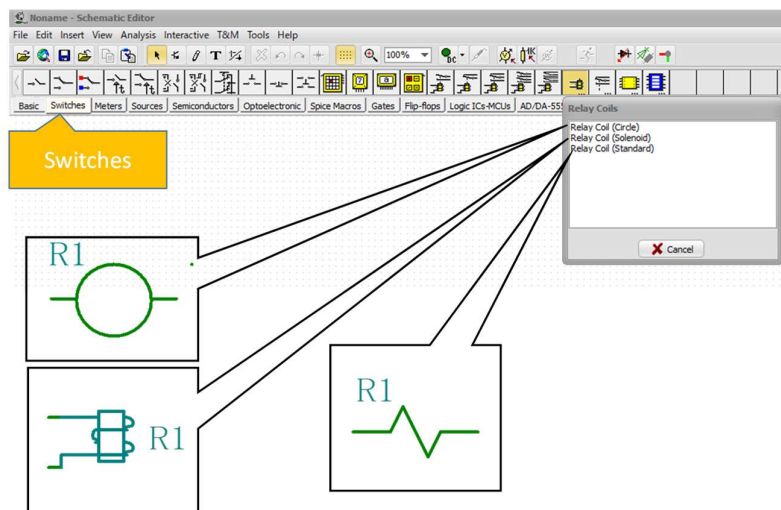 Noname - Schematic Editor
File Edit Insert View Analysis Interactive T&M Tools Help
100%
DC
Basic Switches Meters Sources Semiconductors Optoelectronic Spice Macros Gates Flip-flops Logic ICs-MCUs AD/DA-555
Relay Coils
Relay Coil (Circle)
Relay Coil (Solenoid)
Relay Coil (Standard)
Cancel
Switches
R1
R1
R1